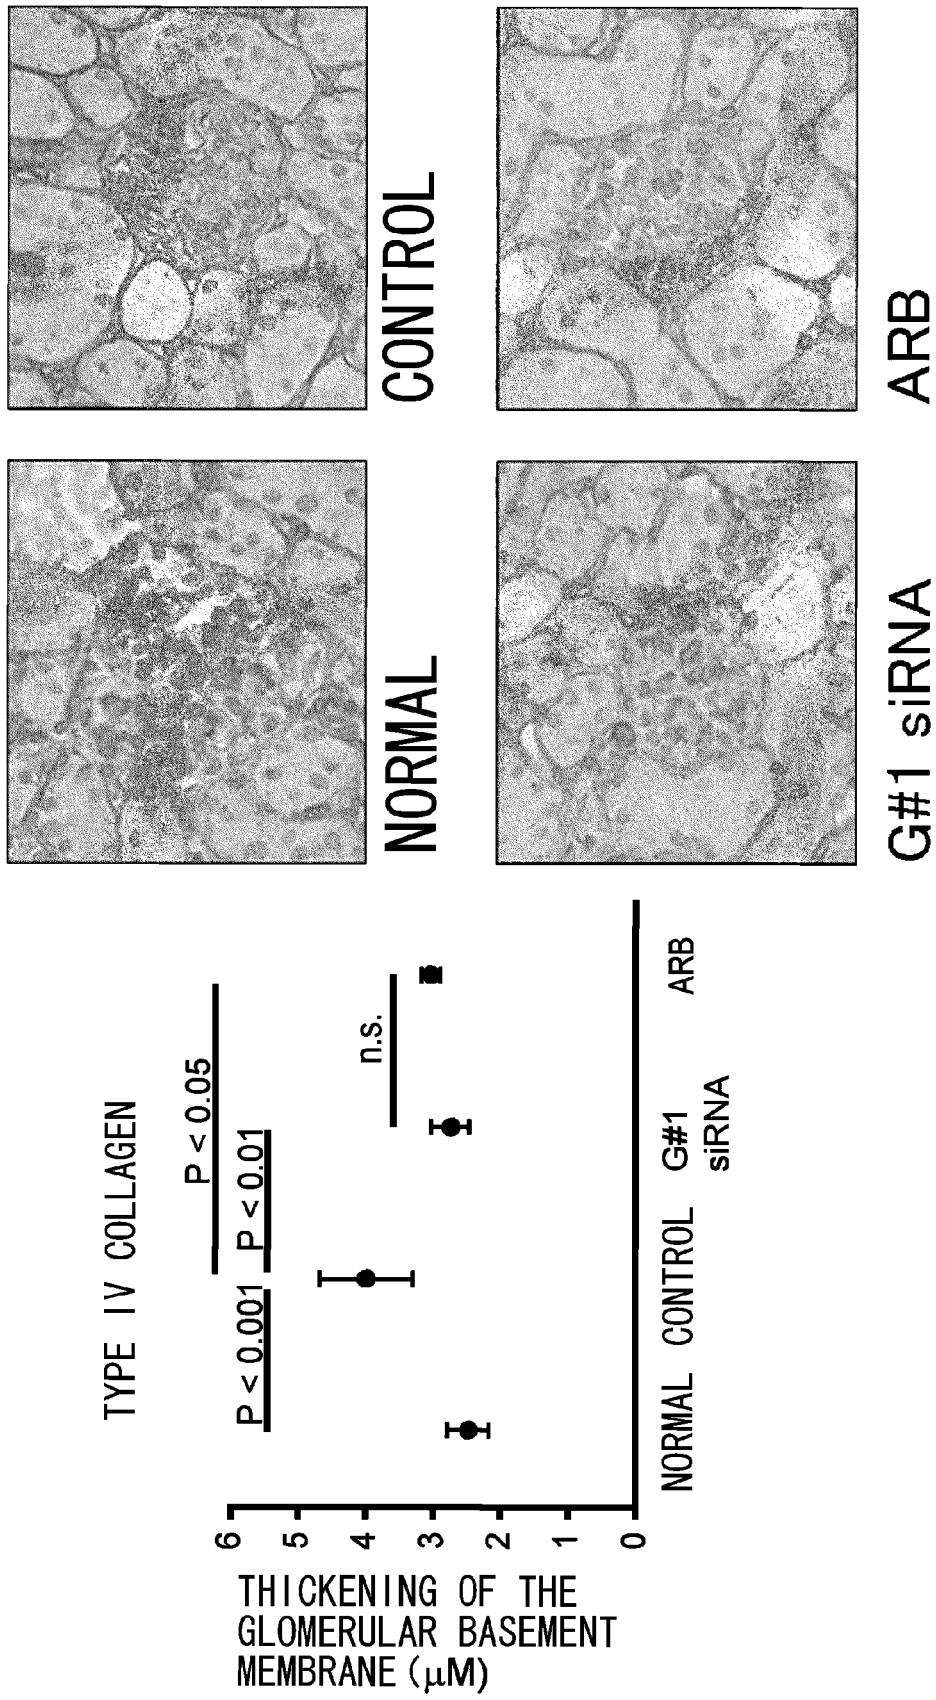 TYPE IV COLLAGEN
P < 0.05
P < 0.001
P < 0.01
n.s.
6
5
4
3
2
1
0
THICKENING OF THE
GLOMERULAR BASEMENT
MEMBRANE (μM)
NORMAL
CONTROL
G#1
siRNA
ARB
NORMAL
CONTROL
G#1 siRNA
ARB